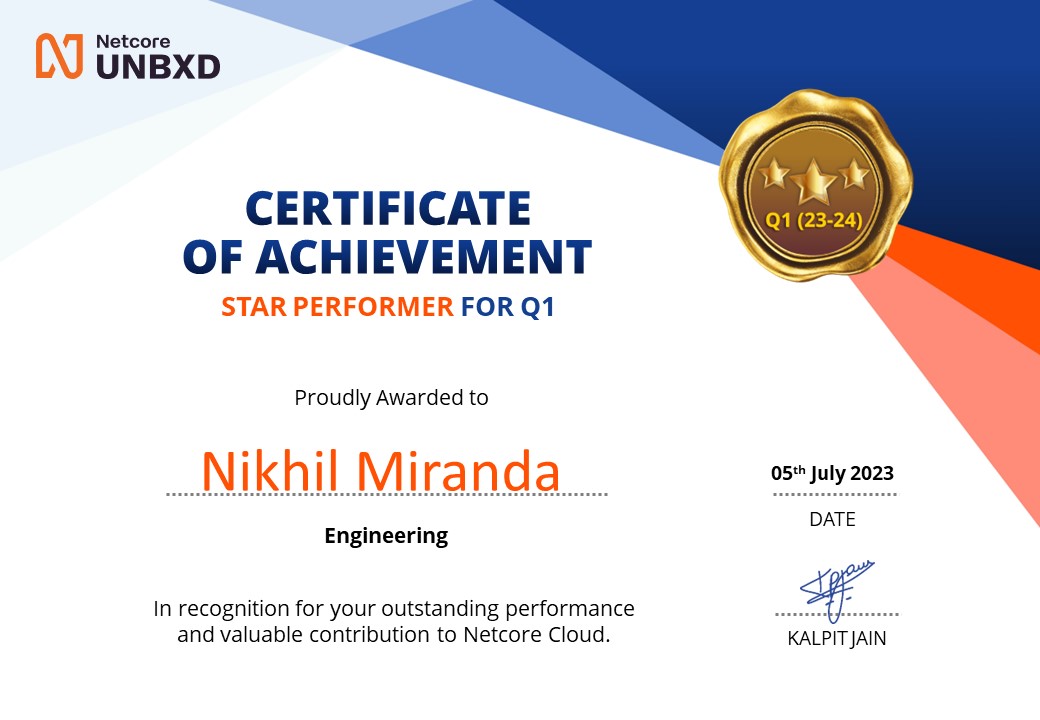 Netcore
UNBXD
Q1 (23-24)
CERTIFICATE
OF ACHIEVEMENT
STAR PERFORMER FOR Q1
Proudly Awarded to
Nikhil Miranda
Engineering
In recognition for your outstanding performance
and valuable contribution to Netcore Cloud.
05th July 2023
DATE
KALPIT JAIN